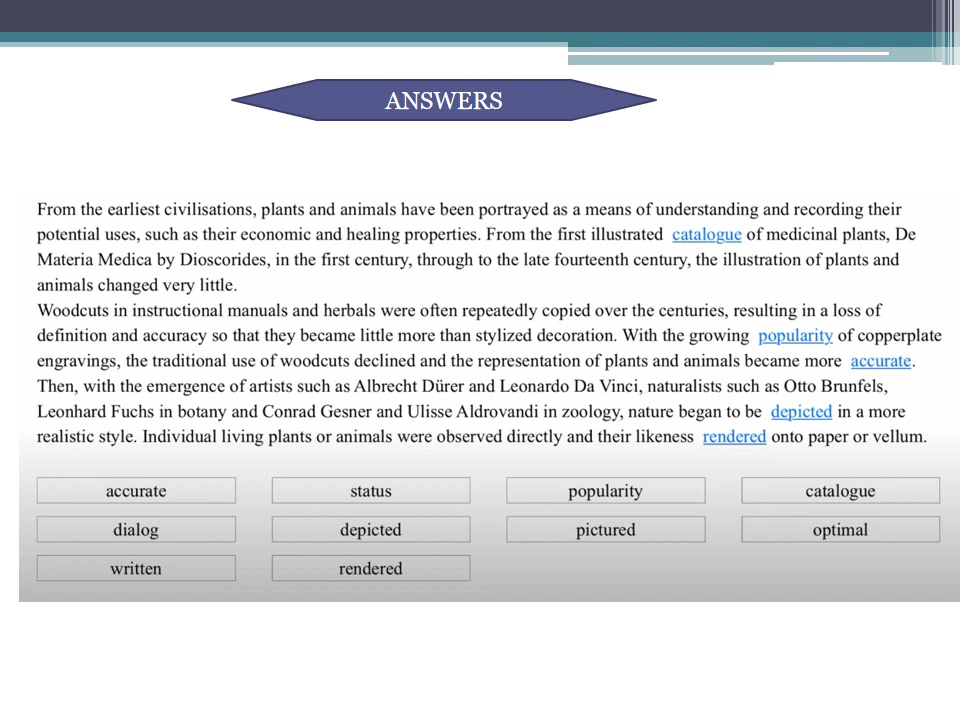 ANSWERS
From the earliest civilisations, plants and animals have been portrayed as a means of understanding and recording their
potential uses, such as their economic and healing properties. From the first illustrated catalogue of medicinal plants, De
Materia Medica by Dioscorides, in the first century, through to the late fourteenth century, the illustration of plants and
animals changed very little.
Woodcuts in instructional manuals and herbals were often repeatedly copied over the centuries, resulting in a loss of
definition and accuracy so that they became little more than stylized decoration. With the growing popularity of copperplate
engravings, the traditional use of woodcuts declined and the representation of plants and animals became more accurate.
Then, with the emergence of artists such as Albrecht Dürer and Leonardo Da Vinci, naturalists such as Otto Brunfels,
Leonhard Fuchs in botany and Conrad Gesner and Ulisse Aldrovandi in zoology, nature began to be depicted in a more
realistic style. Individual living plants or animals were observed directly and their likeness rendered onto paper or vellum.
accurate status popularity catalogue
dialog depicted pictured optimal
written rendered